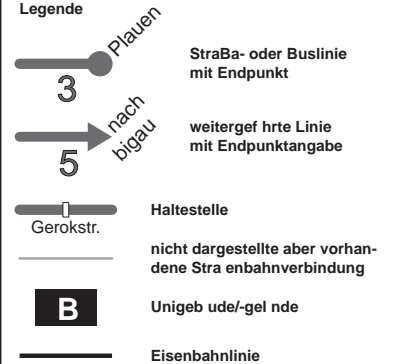 Legende
Plauen
3
StraBa- oder Buslinie
mit Endpunkt
nach
bigau
5
weitergef hrte Linie
mit Endpunktangabe
Gerokstr.
Haltestelle
nicht dargestellte aber vorhan-
dene Stra enbahnverbindung
B
Unigeb ude/-gel nde
Eisenbahnlinie